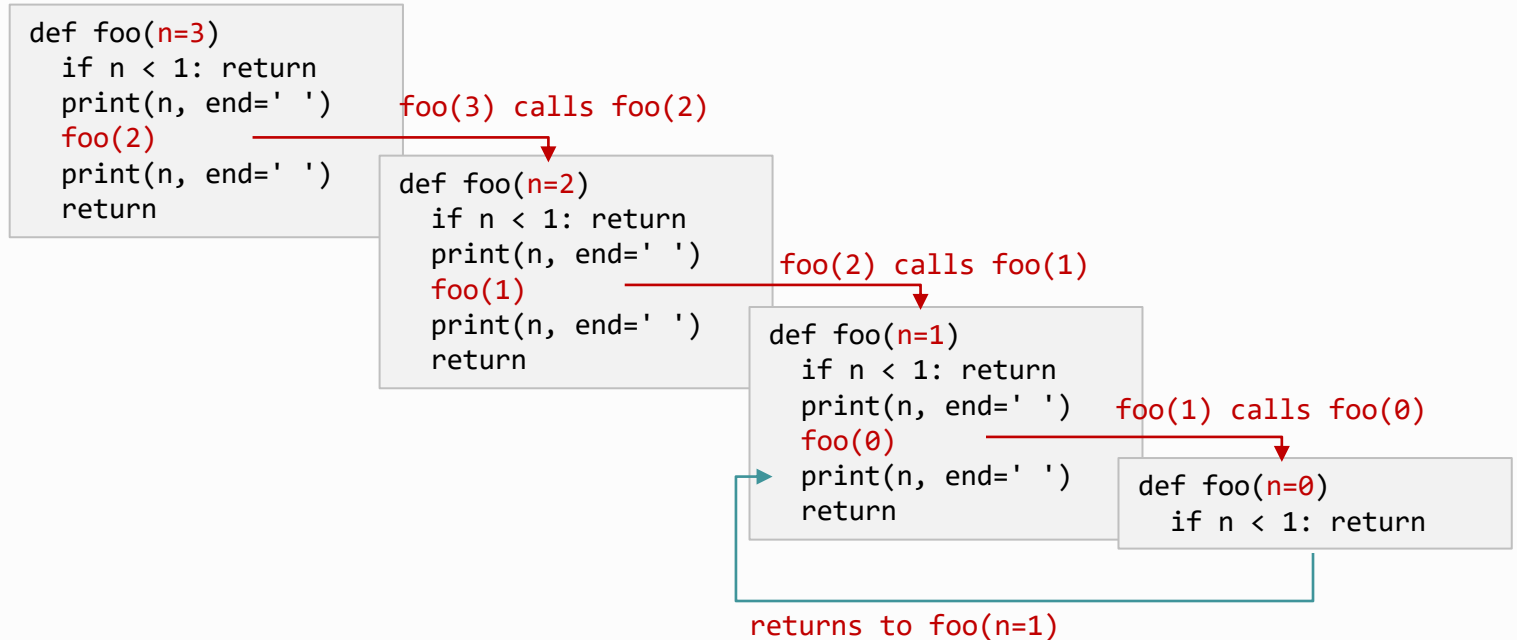 def foo(n=3)
  if n < 1: return
  print(n, end=' ')
  foo(2)
  print(n, end=' ')
  return
foo(3) calls foo(2)
def foo(n=2)
  if n < 1: return
  print(n, end=' ')
  foo(1)
  print(n, end=' ')
  return
foo(2) calls foo(1)
def foo(n=1)
  if n < 1: return
  print(n, end=' ')
  foo(0)
  print(n, end=' ')
  return
foo(1) calls foo(0)
def foo(n=0)
  if n < 1: return
returns to foo(n=1)